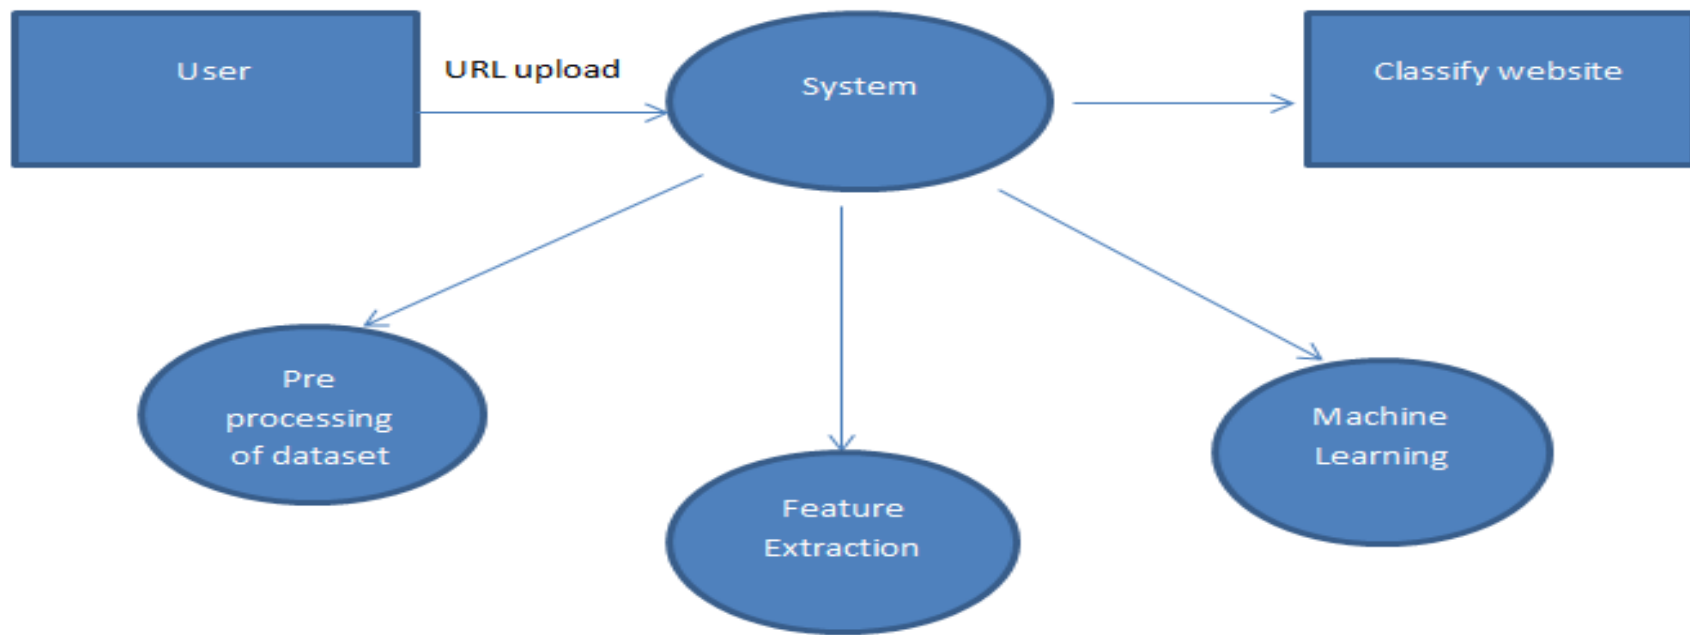 User
URL upload
System
Classify website
Pre
processing
of dataset
Feature
Extraction
Machine
Learning